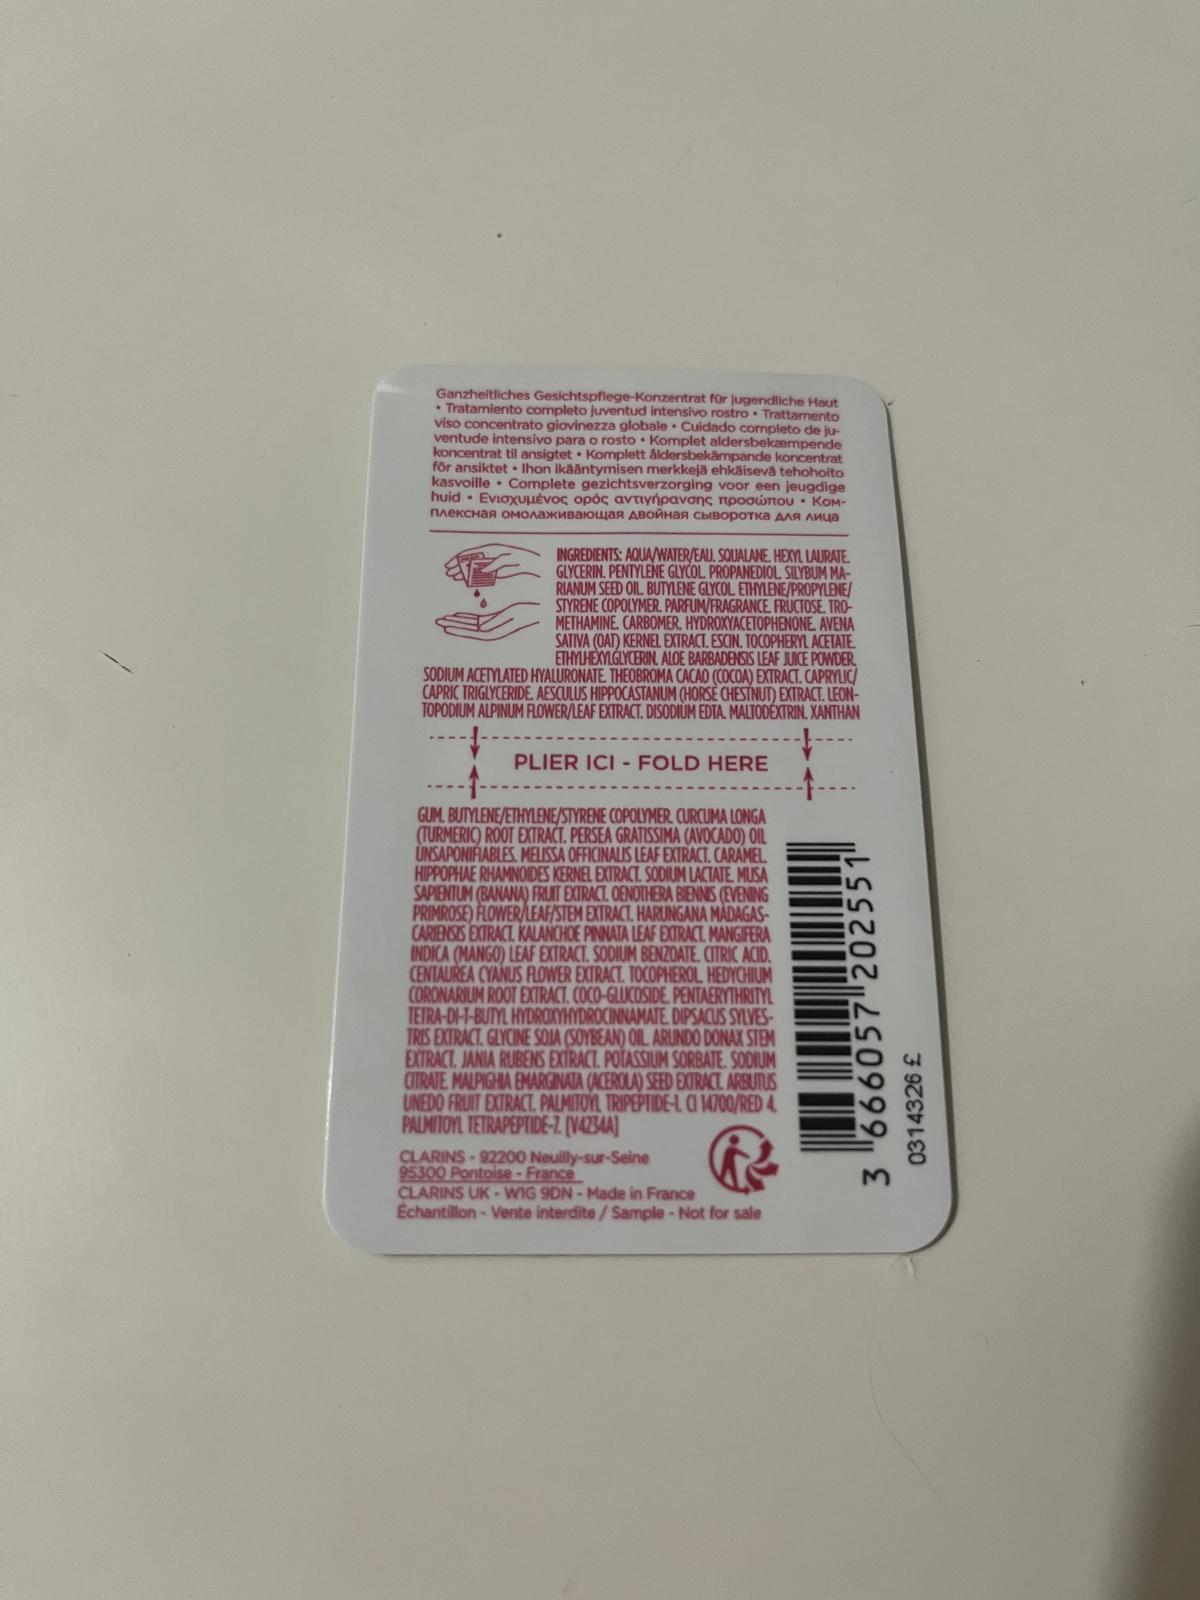 Ganzheitliches Gesichtspflege-Konzentrat für jugendliche Haut
• Tratamiento completo juventud intensivo rostro • Trattamento
viso concentrato giovinezza globale • Cuidado completo de ju-
ventude intensivo para o rosto • Komplet aldersbekæmpende
koncentrat til ansigtet • Komplett åldersbekämpande koncentrat
för ansiktet • Ihon ikääntymisen merkkejä ehkäisevä tehohoito
kasvoille • Complete gezichtsverzorging voor een jeugdige
huid • Ενισχυμένος ορός αντιγήρανσης προσώπου • Ком-
плексная омолаживающая двойная сыворотка для лица
INGREDIENTS: AQUA/WATER/EAU. SQUALANE. HEXYL LAURATE.
GLYCERIN. PENTYLENE GLYCOL. PROPANEDIOL. SILYBUM MA-
RIANUM SEED OIL. BUTYLENE GLYCOL. ETHYLENE/PROPYLENE/
STYRENE COPOLYMER. PARFUM/FRAGRANCE. FRUCTOSE. TRO-
METHAMINE. CARBOMER. HYDROXYACETOPHENONE. AVENA
SATIVA (OAT) KERNEL EXTRACT. ESCIN. TOCOPHERYL ACETATE.
ETHYLHEXYLGLYCERIN. ALOE BARBADENSIS LEAF JUICE POWDER.
SODIUM ACETYLATED HYALURONATE. THEOBROMA CACAO (COCOA) EXTRACT. CAPRYLIC/
CAPRIC TRIGLYCERIDE. AESCULUS HIPPOCASTANUM (HORSE CHESTNUT) EXTRACT. LEON-
TOPODIUM ALPINUM FLOWER/LEAF EXTRACT. DISODIUM EDTA. MALTODEXTRIN. XANTHAN
PLIER ICI - FOLD HERE
GUM. BUTYLENE/ETHYLENE/STYRENE COPOLYMER. CURCUMA LONGA
(TURMERIC) ROOT EXTRACT. PERSEA GRATISSIMA (AVOCADO) OIL
UNSAPONIFIABLES. MELISSA OFFICINALIS LEAF EXTRACT. CARAMEL.
HIPPOPHAE RHAMNOIDES KERNEL EXTRACT. SODIUM LACTATE. MUSA
SAPIENTUM (BANANA) FRUIT EXTRACT. OENOTHERA BIENNIS (EVENING
PRIMROSE) FLOWER/LEAF/STEM EXTRACT. HARUNGANA MADAGAS-
CARIENSIS EXTRACT. KALANCHOE PINNATA LEAF EXTRACT. MANGIFERA
INDICA (MANGO) LEAF EXTRACT. SODIUM BENZOATE. CITRIC ACID.
CENTAUREA CYANUS FLOWER EXTRACT. TOCOPHEROL. HEDYCHIUM
CORONARIUM ROOT EXTRACT. COCO-GLUCOSIDE. PENTAERYTHRITYL
TETRA-DI-T-BUTYL HYDROXYHYDROCINNAMATE. DIPSACUS SYLVES-
TRIS EXTRACT. GLYCINE SOJA (SOYBEAN) OIL. ARUNDO DONAX STEM
EXTRACT. JANIA RUBENS EXTRACT. POTASSIUM SORBATE. SODIUM
CITRATE. MALPIGHIA EMARGINATA (ACEROLA) SEED EXTRACT. ARBUTUS
UNEDO FRUIT EXTRACT. PALMITOYL TRIPEPTIDE-1. CI 14700/RED 4.
PALMITOYL TETRAPEPTIDE-7. [V4234A]
CLARINS - 92200 Neuilly-sur-Seine
95300 Pontoise - France
CLARINS UK - W1G 9DN - Made in France
Échantillon - Vente interdite / Sample - Not for sale
3 666057 202551
0314326 £